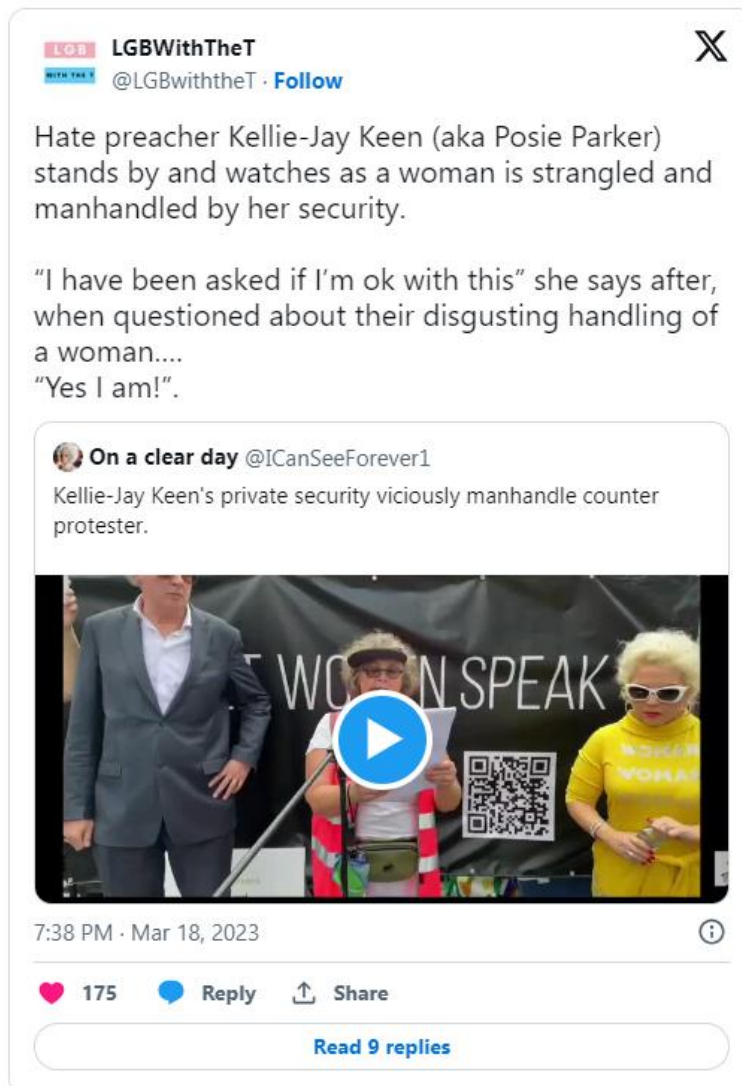 LGB
WITH THE T
LGBWithTheT
@LGBwiththeT · Follow
Hate preacher Kellie-Jay Keen (aka Posie Parker)
stands by and watches as a woman is strangled and
manhandled by her security.
“I have been asked if I’m ok with this” she says after,
when questioned about their disgusting handling of
a woman....
“Yes I am!”.
On a clear day @ICanSeeForever1
Kellie-Jay Keen's private security viciously manhandle counter
protester.
WO N SPEAK
7:38 PM · Mar 18, 2023
175
Reply
Share
Read 9 replies